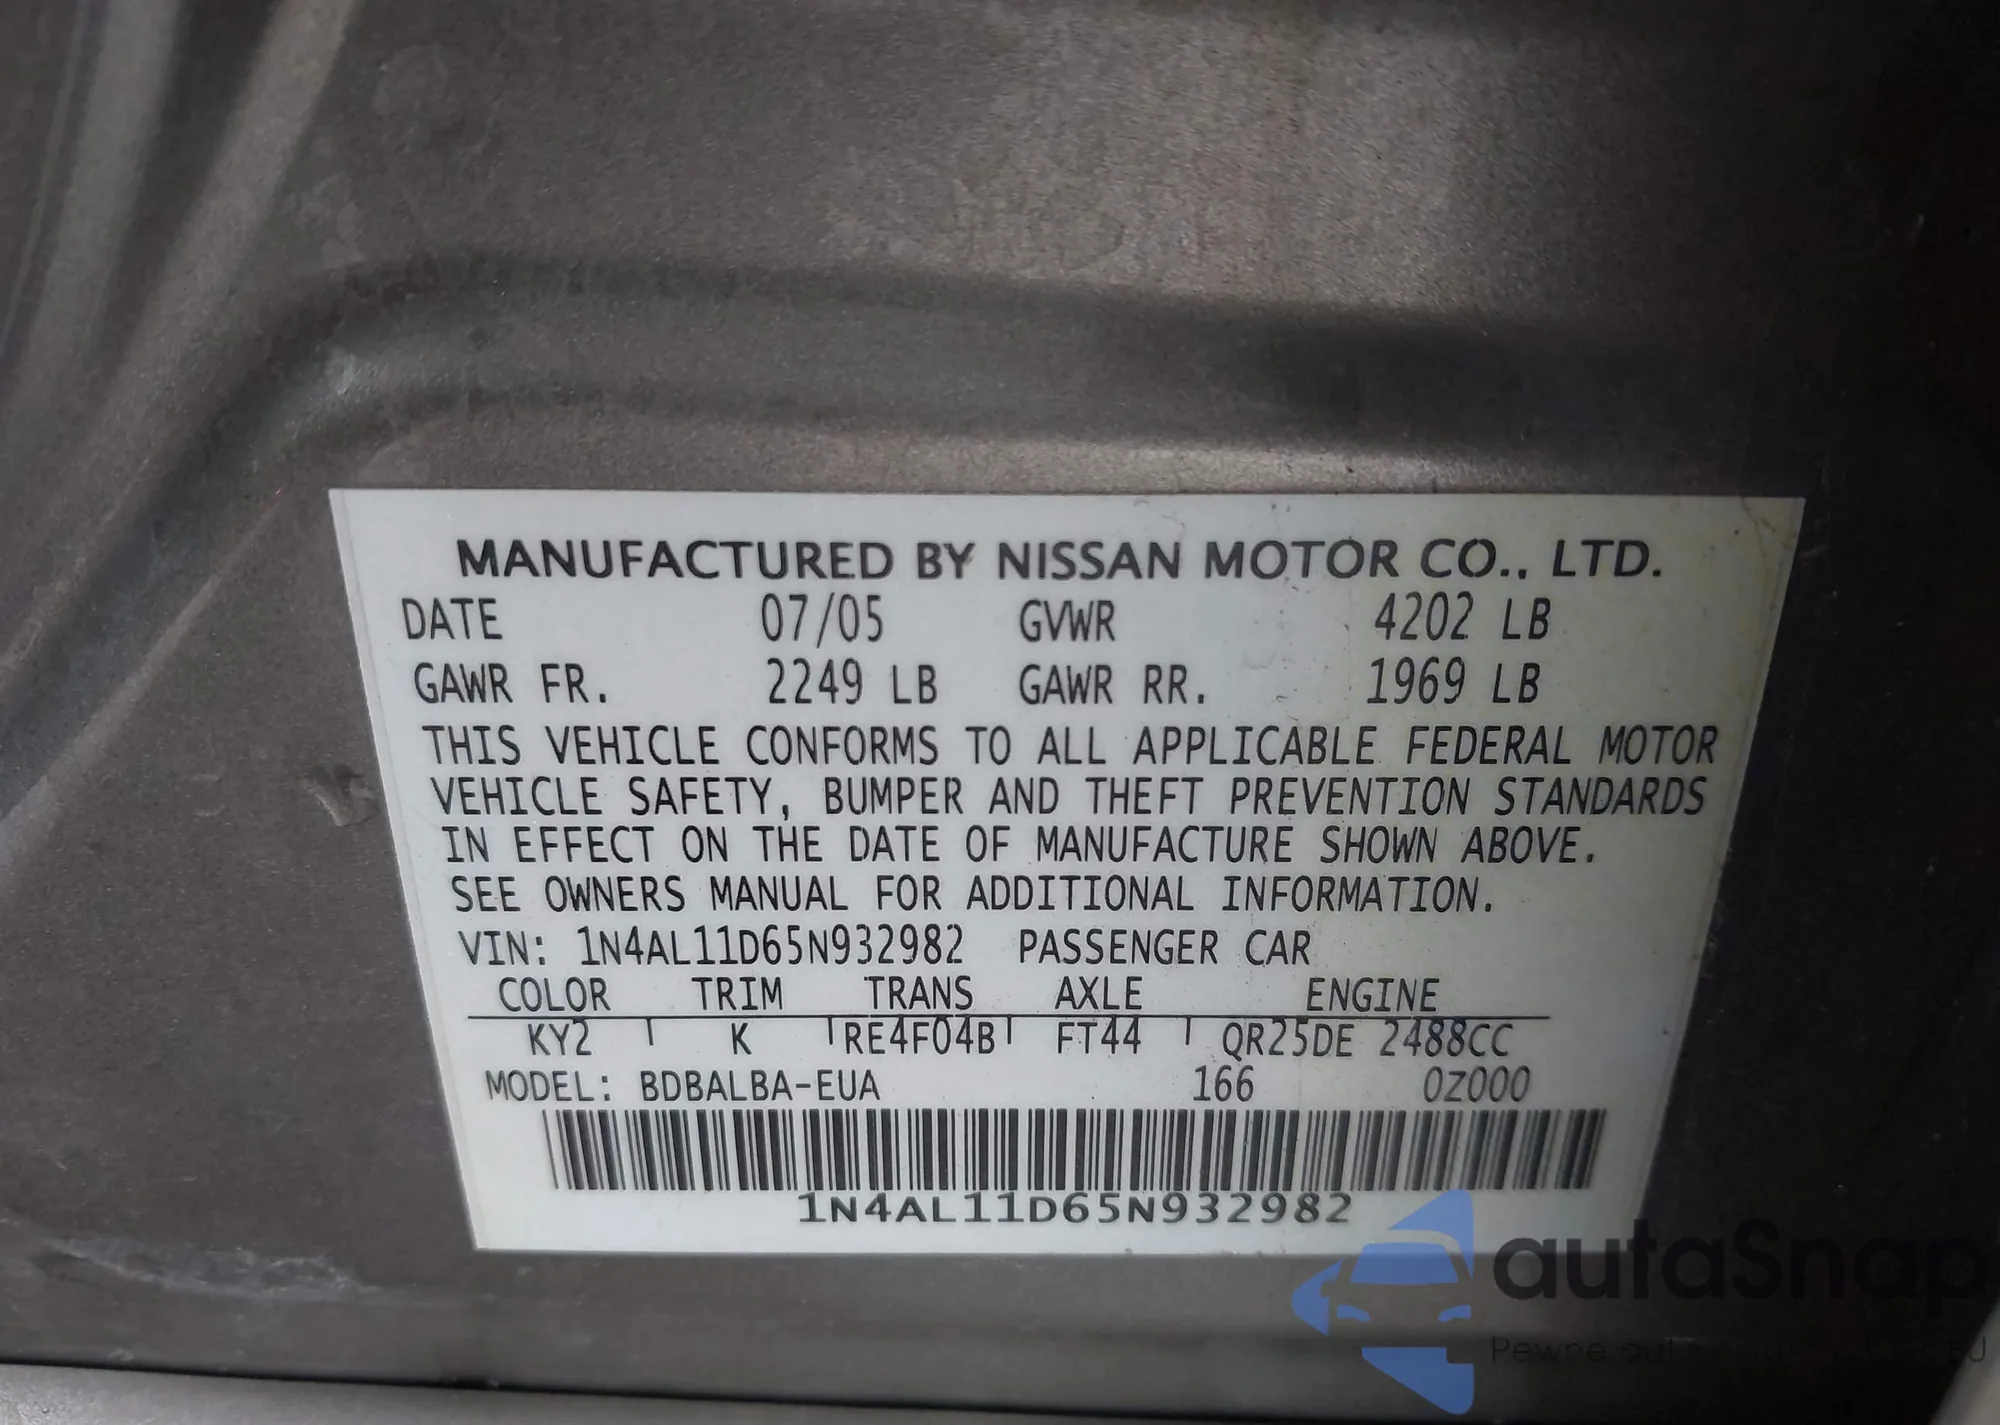 MANUFACTURED BY NISSAN MOTOR CO., LTD.
DATE 07/05 GVWR 4202 LB
GAWR FR. 2249 LB GAWR RR. 1969 LB
THIS VEHICLE CONFORMS TO ALL APPLICABLE FEDERAL MOTOR
VEHICLE SAFETY, BUMPER AND THEFT PREVENTION STANDARDS
IN EFFECT ON THE DATE OF MANUFACTURE SHOWN ABOVE.
SEE OWNERS MANUAL FOR ADDITIONAL INFORMATION.
VIN: 1N4AL11D65N932982 PASSENGER CAR
COLOR TRIM TRANS AXLE ENGINE
KY2 K RE4F04B FT44 QR25DE 2488CC
MODEL: BDBALBA-EUA 166 0Z000
1N4AL11D65N932982
autaSnap
Pewne